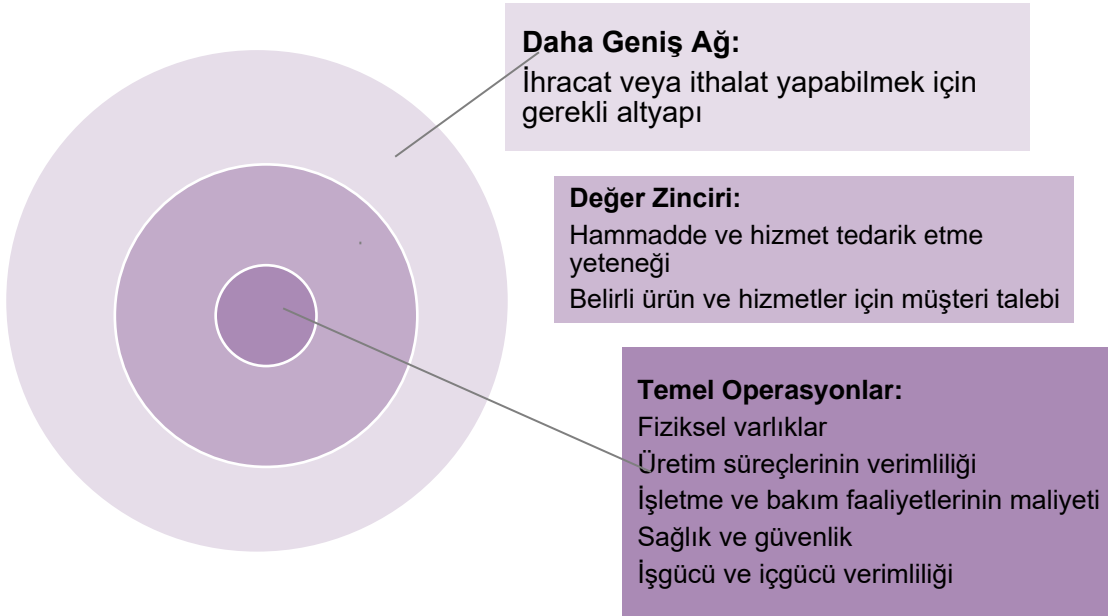 Daha Geniş Ağ:
İhracat veya ithalat yapabilmek için
gerekli altyapı
Değer Zinciri:
Hammadde ve hizmet tedarik etme
yeteneği
Belirli ürün ve hizmetler için müşteri talebi
Temel Operasyonlar:
Fiziksel varlıklar
Üretim süreçlerinin verimliliği
İşletme ve bakım faaliyetlerinin maliyeti
Sağlık ve güvenlik
İşgücü ve içgücü verimliliği